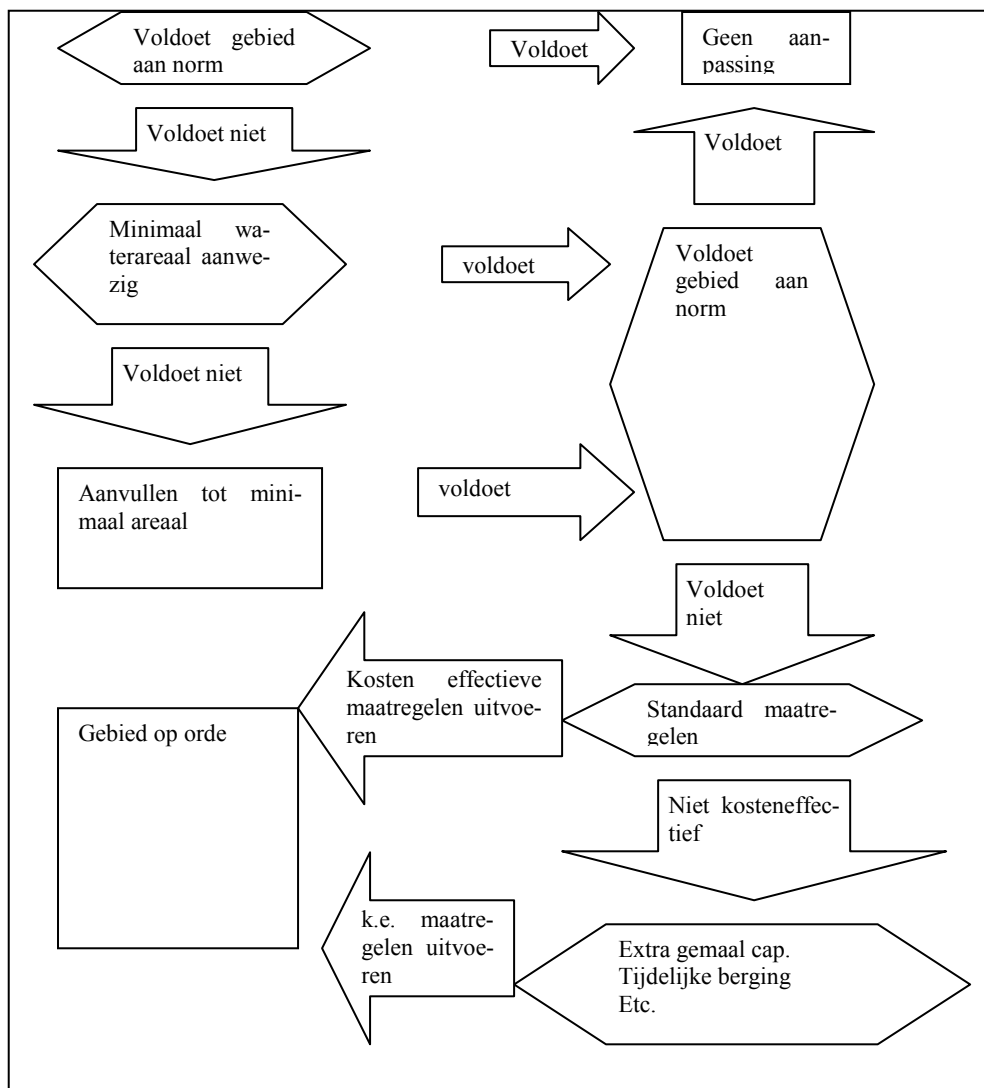 Voldoet gebied
aan norm
Voldoet
Geen aan-
passing
Voldoet niet
Voldoet
Minimaal wa-
terareaal aanwe-
zig
voldoet
Voldoet
gebied aan
norm
Voldoet niet
Aanvullen tot mini-
maal areaal
voldoet
Voldoet
niet
Kosten effectieve
maatregelen uitvoe-
ren
Standaard maatre-
gelen
Gebied op orde
Niet kosteneffec-
tief
k.e. maatre-
gelen uitvoe-
ren
Extra gemaal cap.
Tijdelijke berging
Etc.